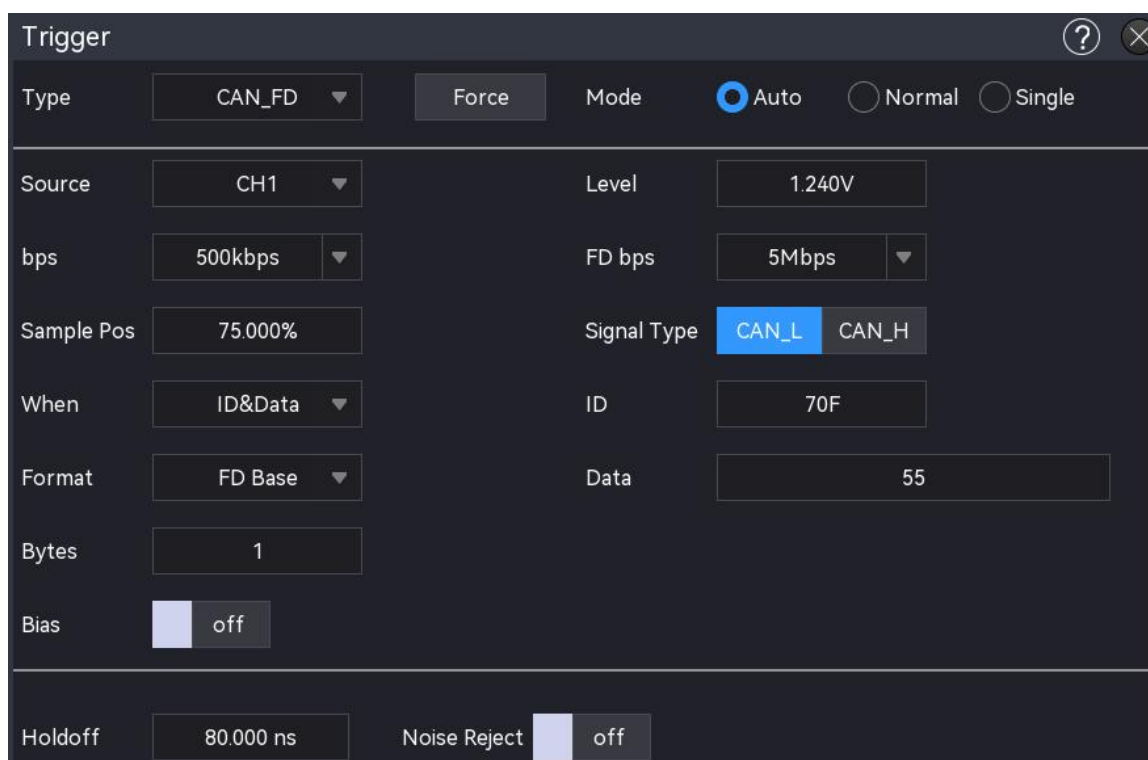 Trigger ?
Type CAN_FD Force Mode Auto Normal Single
Source CH1 Level 1.240V
bps 500kbps FD bps 5Mbps
Sample Pos 75.000% Signal Type CAN_L CAN_H
When ID&Data ID 70F
Format FD Base Data 55
Bytes 1
Bias off
Holdoff 80.000 ns Noise Reject off